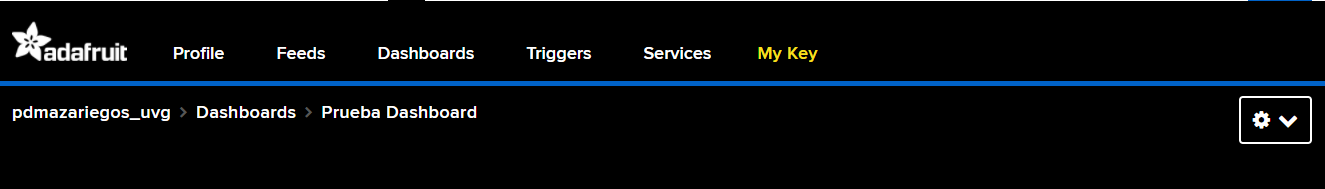 adafruit Profile Feeds Dashboards Triggers Services My Key
pdmazariegos_uvg > Dashboards > Prueba Dashboard